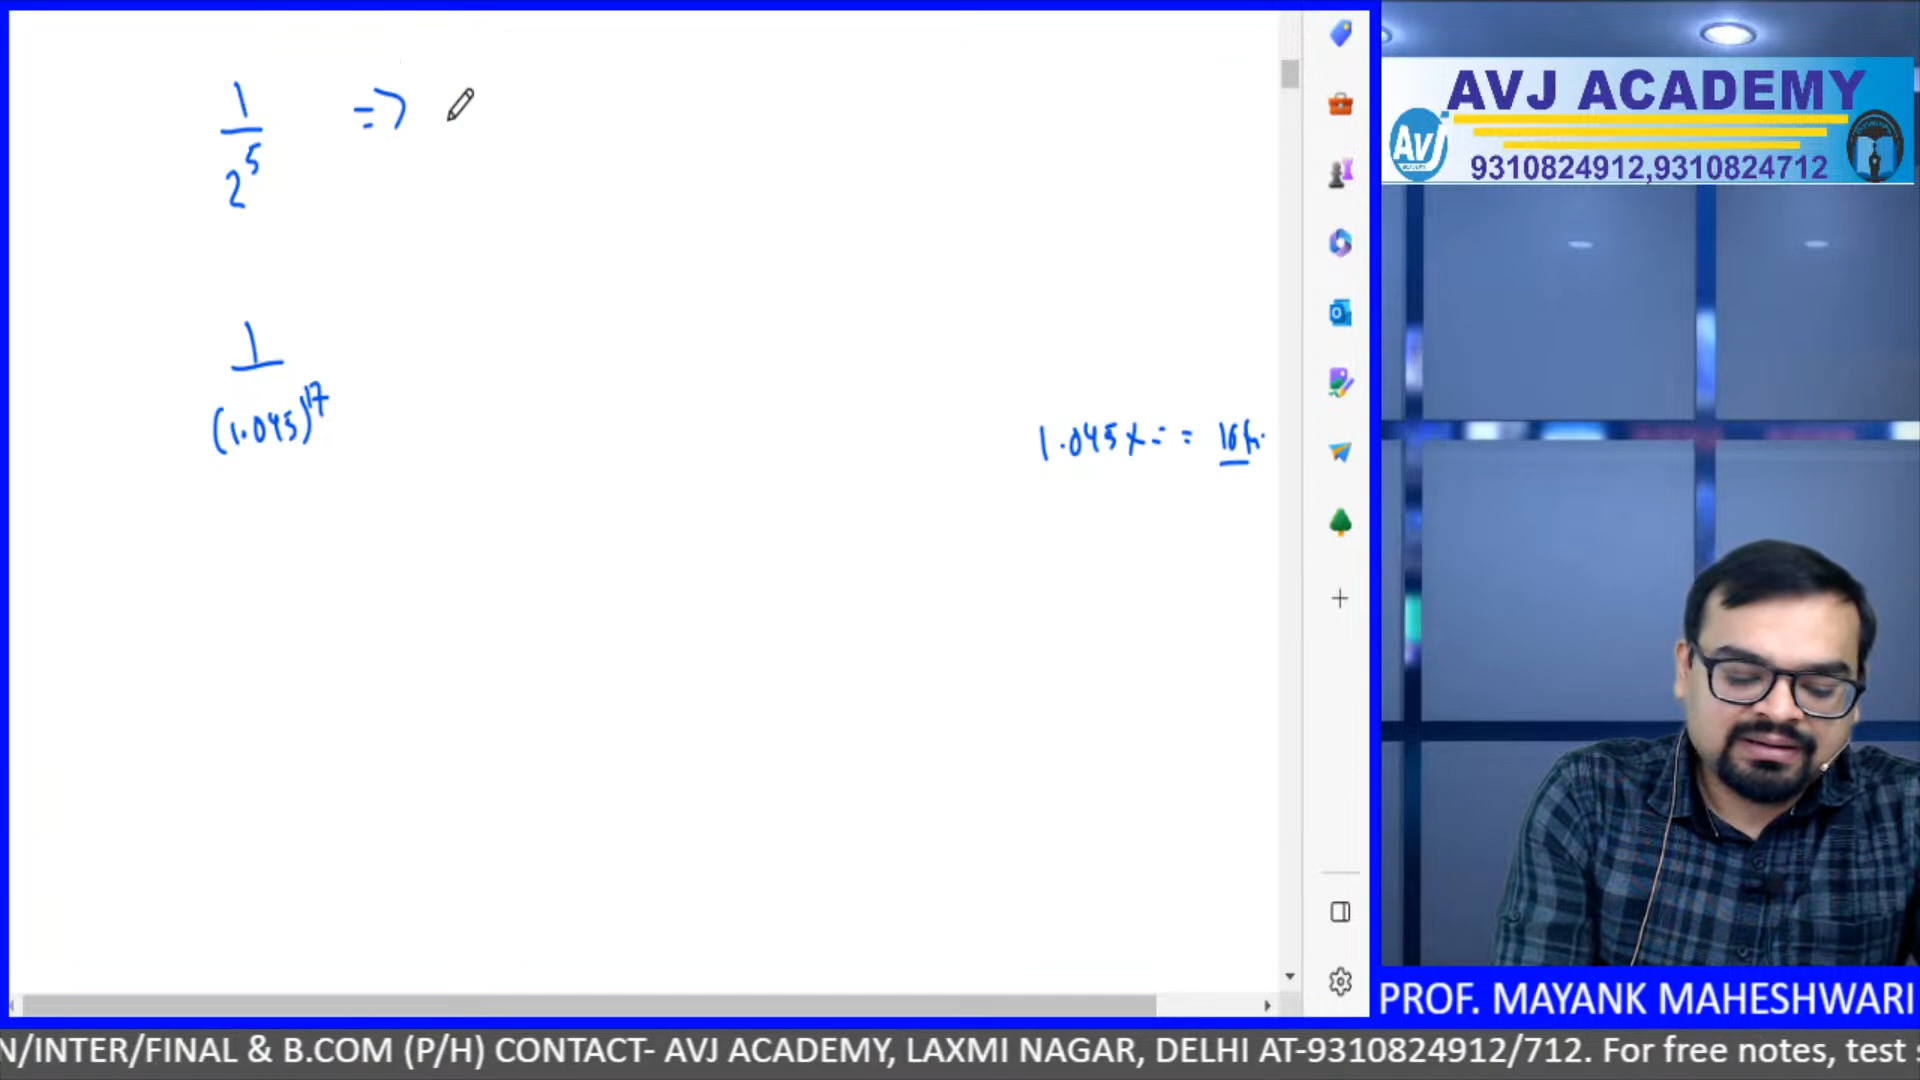 1/2^5 =>
1/(1.045)^17
1.045 x = =
AVJ ACADEMY
AVJ
9310824912,9310824712
PROF. MAYANK MAHESHWARI
N/INTER/FINAL & B.COM (P/H) CONTACT- AVJ ACADEMY, LAXMI NAGAR, DELHI AT-9310824912/712. For free notes, test